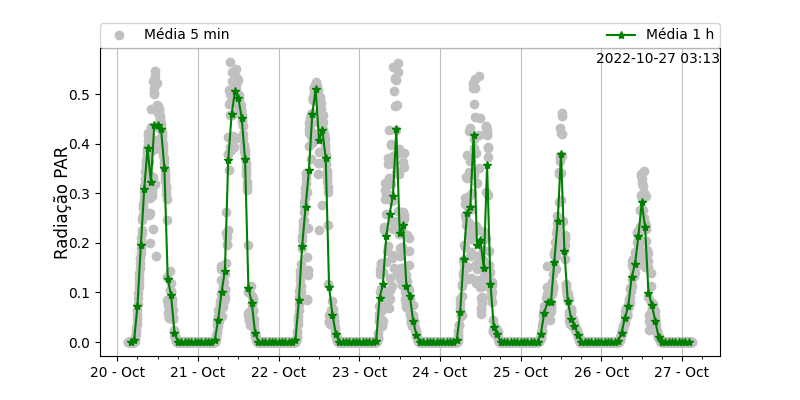 Média 5 min
Média 1 h
2022-10-27 03:13
Radiação PAR
0.5
0.4
0.3
0.2
0.1
0.0
20 - Oct
21 - Oct
22 - Oct
23 - Oct
24 - Oct
25 - Oct
26 - Oct
27 - Oct